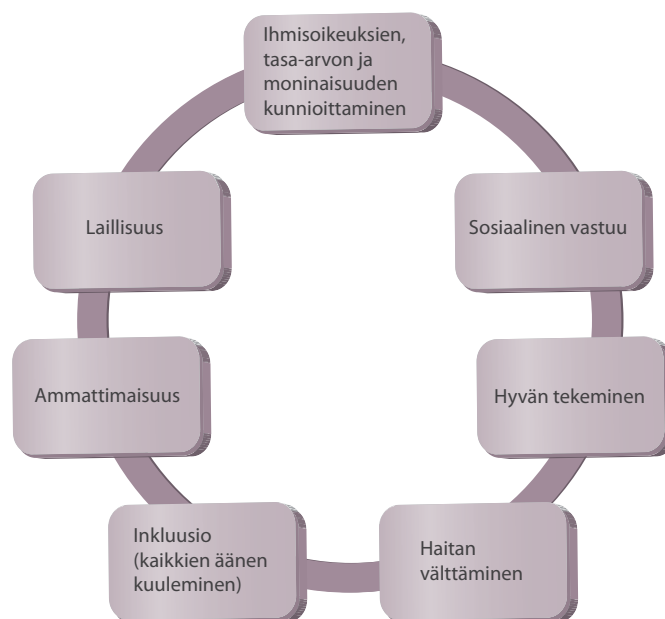 Ihmisoikeuksien,
tasa-arvon ja
moninaisuuden
kunnioittaminen
Sosiaalinen vastuu
Hyvän tekeminen
Haitan
välttäminen
Inkluusio
(kaikkien äänen
kuuleminen)
Ammattimaisuus
Laillisuus